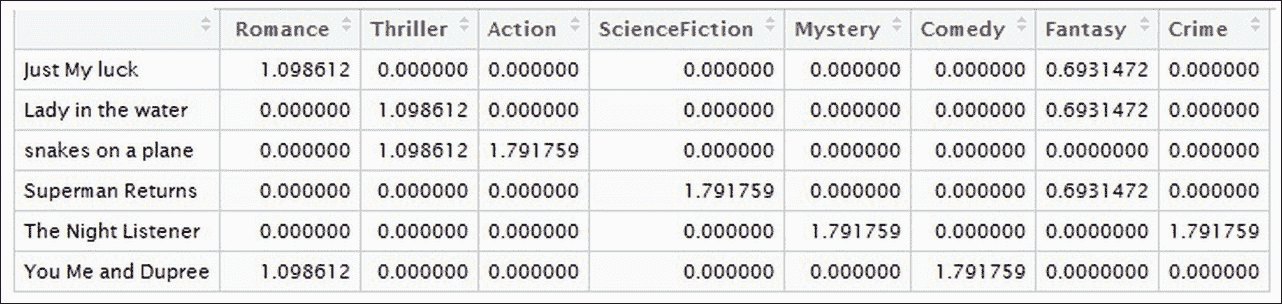 Romance Thriller Action ScienceFiction Mystery Comedy Fantasy Crime
Just My luck 1.098612 0.000000 0.000000 0.000000 0.000000 0.000000 0.6931472 0.000000
Lady in the water 0.000000 1.098612 0.000000 0.000000 0.000000 0.000000 0.6931472 0.000000
snakes on a plane 0.000000 1.098612 1.791759 0.000000 0.000000 0.000000 0.0000000 0.000000
Superman Returns 0.000000 0.000000 0.000000 1.791759 0.000000 0.000000 0.6931472 0.000000
The Night Listener 0.000000 0.000000 0.000000 0.000000 1.791759 0.000000 0.0000000 1.791759
You Me and Dupree 1.098612 0.000000 0.000000 0.000000 0.000000 1.791759 0.0000000 0.000000